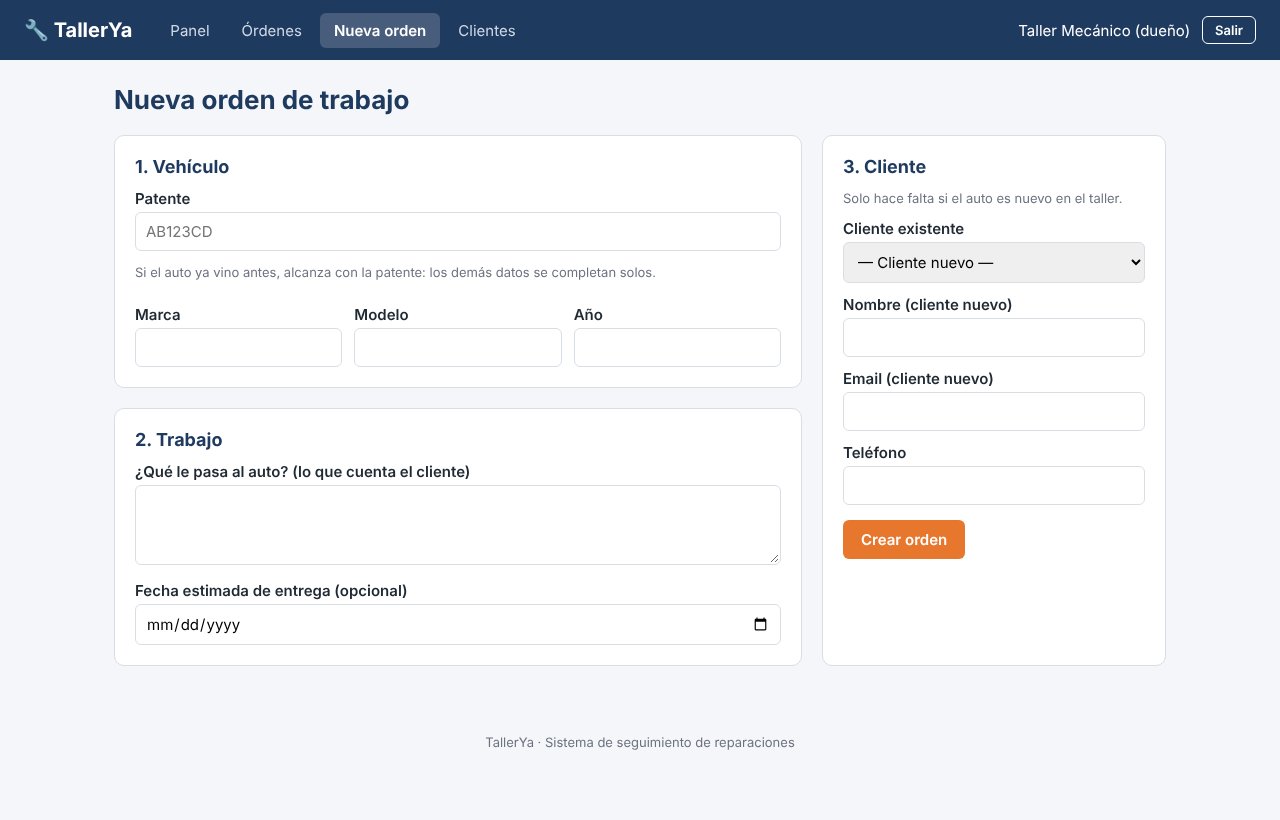 🔧 TallerYa
Panel
Órdenes
Nueva orden
Clientes
Taller Mecánico (dueño)
Salir
Nueva orden de trabajo
1. Vehículo
Patente
AB123CD
Si el auto ya vino antes, alcanza con la patente: los demás datos se completan solos.
Marca
Modelo
Año
2. Trabajo
¿Qué le pasa al auto? (lo que cuenta el cliente)
Fecha estimada de entrega (opcional)
mm/dd/yyyy
3. Cliente
Solo hace falta si el auto es nuevo en el taller.
Cliente existente
— Cliente nuevo —
Nombre (cliente nuevo)
Email (cliente nuevo)
Teléfono
Crear orden
TallerYa · Sistema de seguimiento de reparaciones